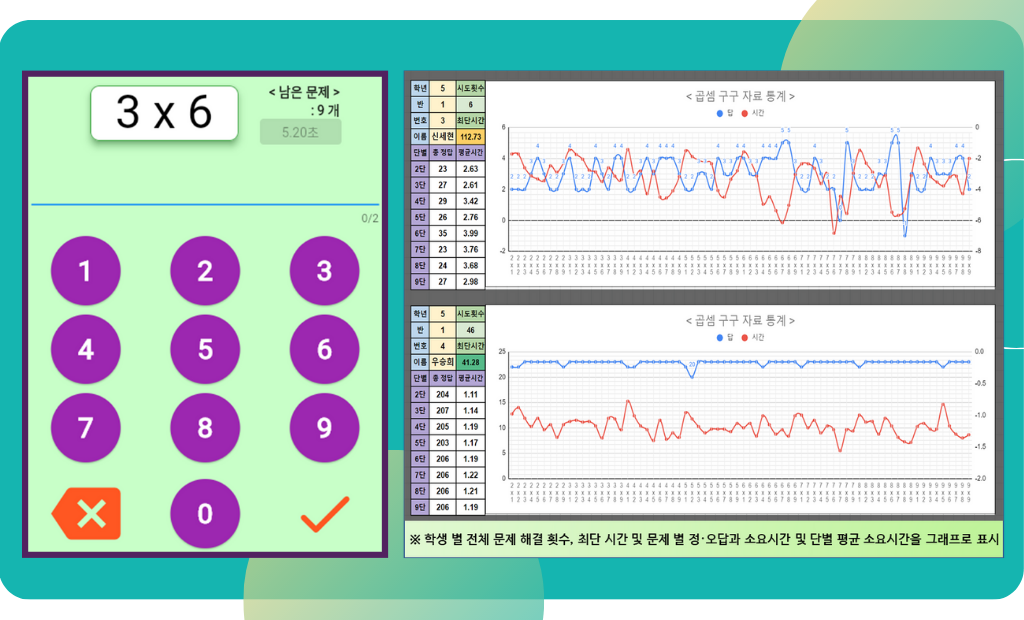 3 x 6
< 남은 문제 >
: 9 개
5.20초
0/2
1 2 3
4 5 6
7 8 9
0
학년 5 시도횟수
반 1 6
번호 3 최단시간
이름 신세현 112.73
단별 총 정답 평균시간
2단 23 2.63
3단 27 2.61
4단 29 3.42
5단 26 2.76
6단 35 3.99
7단 23 3.76
8단 24 3.68
9단 27 2.98
< 곱셈 구구 자료 통계 >
답 시간
6 0
4 -2
2 -4
0 -6
-2 -8
학년 5 시도횟수
반 1 46
번호 4 최단시간
이름 우승희 41.28
단별 총 정답 평균시간
2단 204 1.11
3단 207 1.14
4단 205 1.19
5단 203 1.17
6단 206 1.19
7단 206 1.22
8단 206 1.21
9단 206 1.19
< 곱셈 구구 자료 통계 >
답 시간
25 0.0
20 -0.5
15 -1.0
10 -1.5
5
0 -2.0
20
※ 학생 별 전체 문제 해결 횟수, 최단 시간 및 문제 별 정·오답과 소요시간 및 단별 평균 소요시간을 그래프로 표시